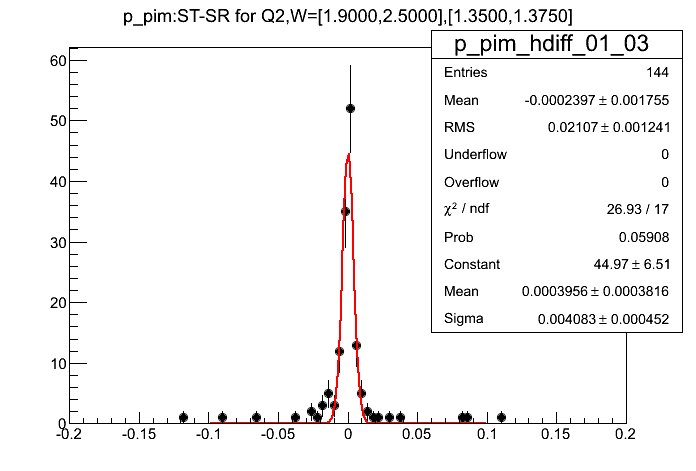 p_pim:ST-SR for Q2,W=[1.9000,2.5000],[1.3500,1.3750]
p_pim_hdiff_01_03
Entries 144
Mean -0.0002397 ± 0.001755
RMS 0.02107 ± 0.001241
Underflow 0
Overflow 0
χ² / ndf 26.93 / 17
Prob 0.05908
Constant 44.97 ± 6.51
Mean 0.0003956 ± 0.0003816
Sigma 0.004083 ± 0.000452
60
50
40
30
20
10
0
-0.2 -0.15 -0.1 -0.05 0 0.05 0.1 0.15 0.2